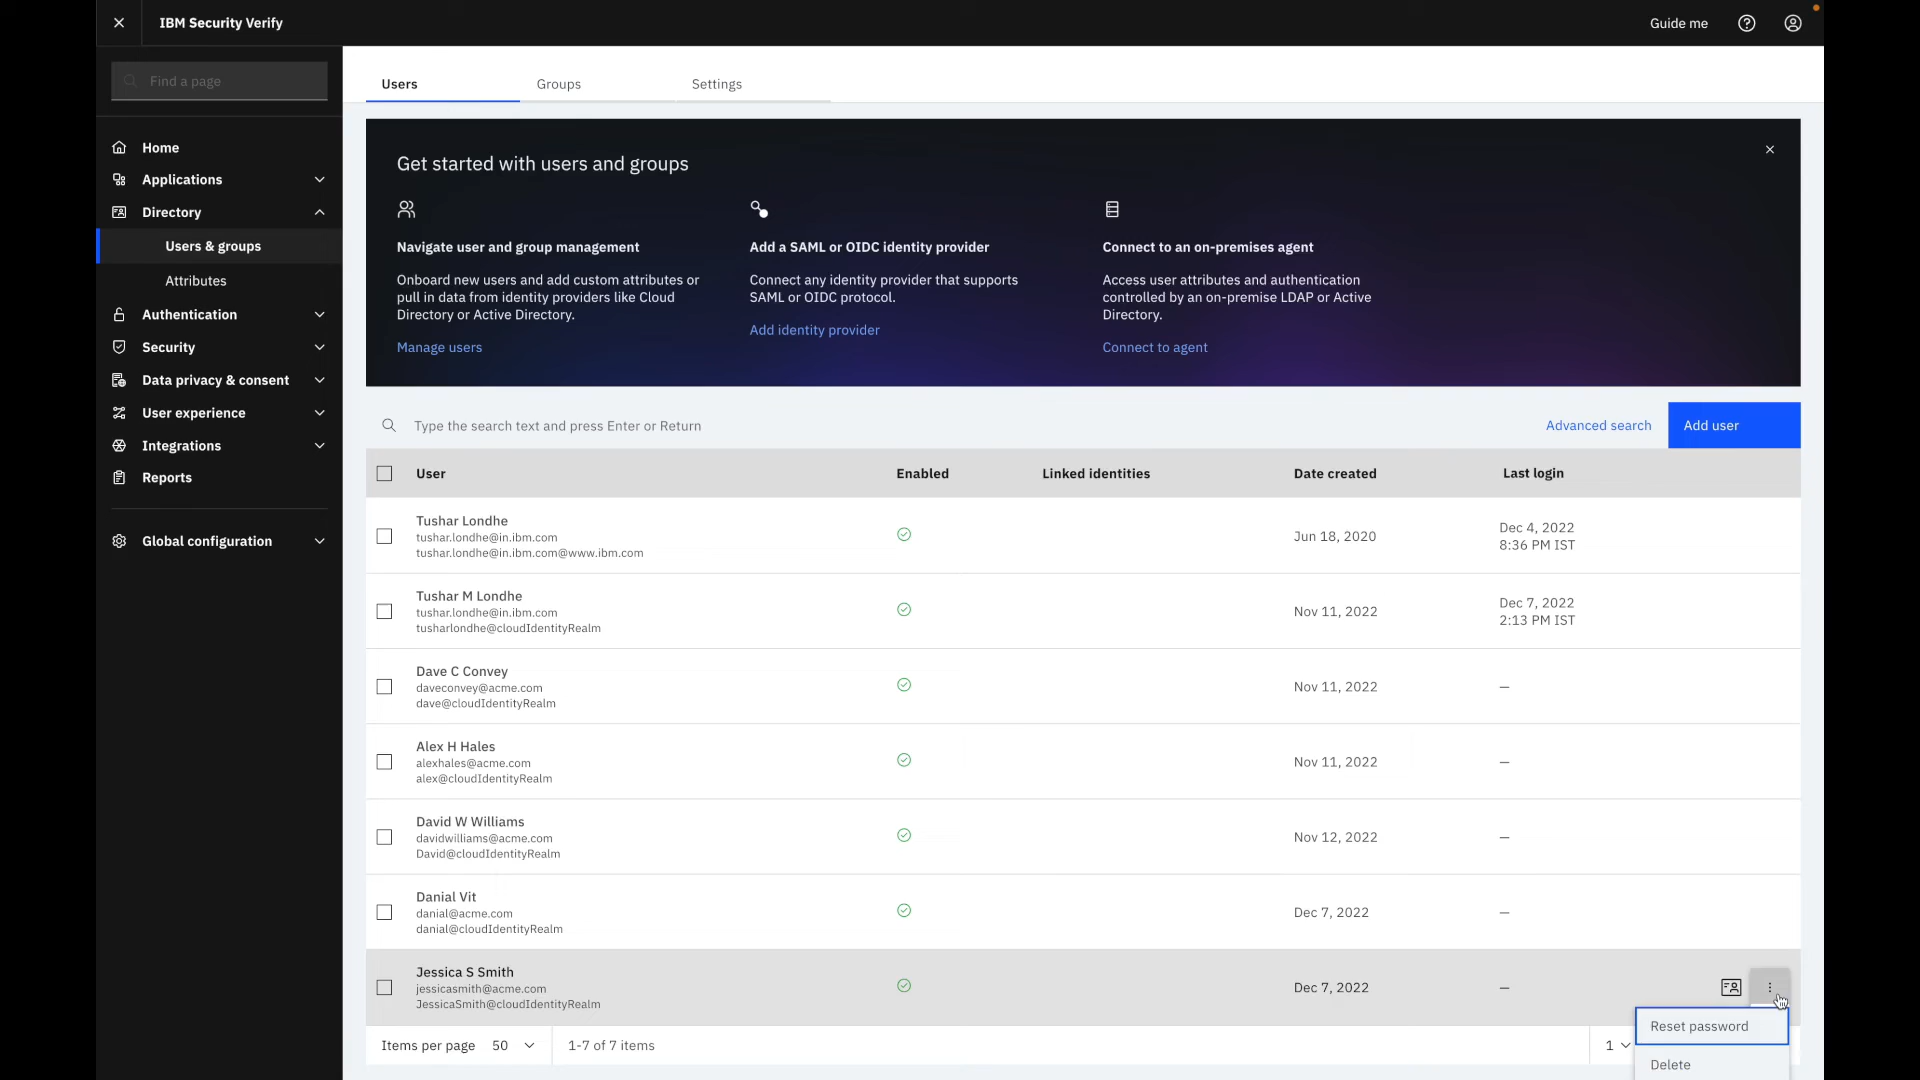 IBM Security Verify
Guide me
Find a page
Home
Applications
Directory
Users & groups
Attributes
Authentication
Security
Data privacy & consent
User experience
Integrations
Reports
Global configuration
Users
Groups
Settings
Get started with users and groups
Navigate user and group management
Onboard new users and add custom attributes or
pull in data from identity providers like Cloud
Directory or Active Directory.
Manage users
Add a SAML or OIDC identity provider
Connect any identity provider that supports
SAML or OIDC protocol.
Add identity provider
Connect to an on-premises agent
Access user attributes and authentication
controlled by an on-premise LDAP or Active
Directory.
Connect to agent
Type the search text and press Enter or Return
Advanced search
Add user
User Enabled Linked identities Date created Last login
Tushar Londhe
tushar.londhe@in.ibm.com
tushar.londhe@in.ibm.com@www.ibm.com
Jun 18, 2020
Dec 4, 2022
8:36 PM IST
Tushar M Londhe
tushar.londhe@in.ibm.com
tusharlondhe@cloudIdentityRealm
Nov 11, 2022
Dec 7, 2022
2:13 PM IST
Dave C Convey
daveconvey@acme.com
dave@cloudIdentityRealm
Nov 11, 2022
—
Alex H Hales
alexhales@acme.com
alex@cloudIdentityRealm
Nov 11, 2022
—
David W Williams
davidwilliams@acme.com
David@cloudIdentityRealm
Nov 12, 2022
—
Danial Vit
danial@acme.com
danial@cloudIdentityRealm
Dec 7, 2022
—
Jessica S Smith
jessicasmith@acme.com
JessicaSmith@cloudIdentityRealm
Dec 7, 2022
—
Reset password
Delete
Items per page 50 1-7 of 7 items 1